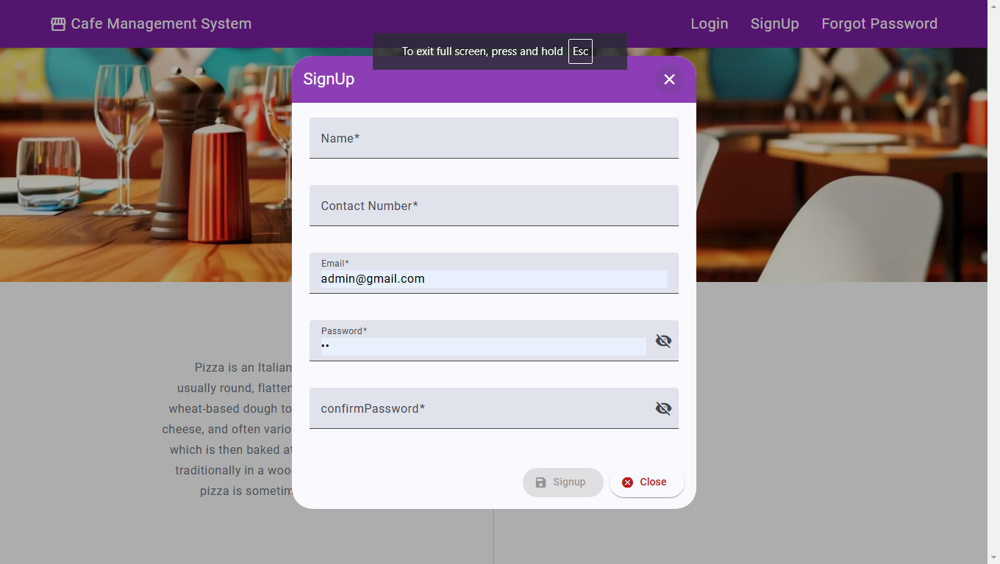 Cafe Management System
Login
SignUp
Forgot Password
To exit full screen, press and hold Esc
SignUp
Name*
Contact Number*
Email*
admin@gmail.com
Password*
••
confirmPassword*
Signup
Close
Pizza is an Italian
usually round, flatten
wheat-based dough to
cheese, and often vario
which is then baked at
traditionally in a woo
pizza is sometim